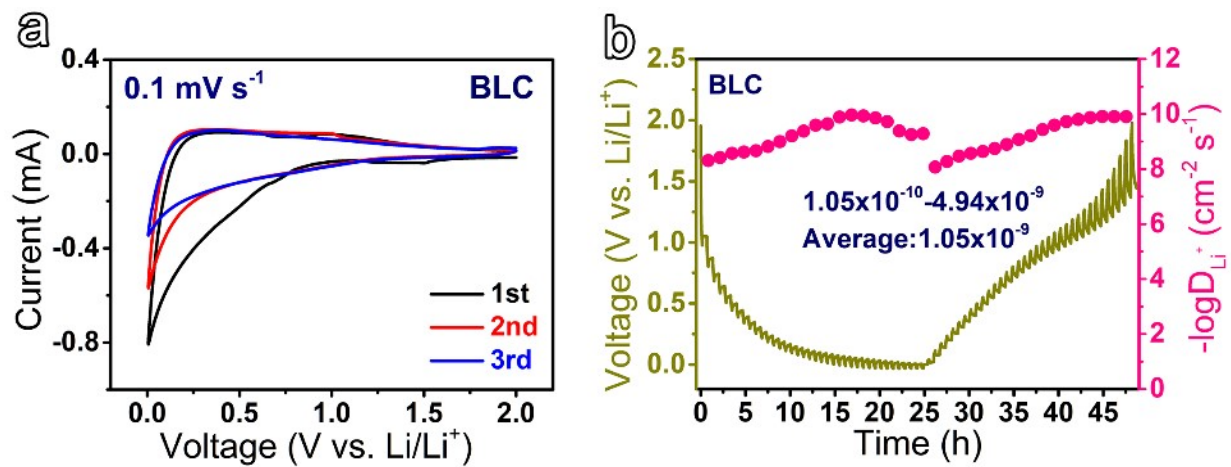 a
0.4
0.0
-0.4
-0.8
Current (mA)
0.1 mV s⁻¹
BLC
1st
2nd
3rd
0.0 0.5 1.0 1.5 2.0
Voltage (V vs. Li/Li⁺)
b
2.5
2.0
1.5
1.0
0.5
0.0
Voltage (V vs. Li/Li⁺)
BLC
1.05x10⁻¹⁰-4.94x10⁻⁹
Average:1.05x10⁻⁹
12
10
8
6
4
2
0
-logD_Li⁺ (cm⁻² s⁻¹)
0 5 10 15 20 25 30 35 40 45
Time (h)